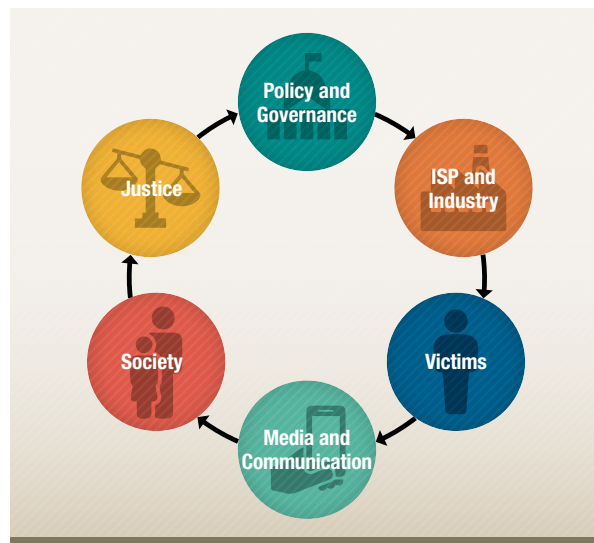 Policy and
Governance
ISP and
Industry
Victims
Media and
Communication
Society
Justice